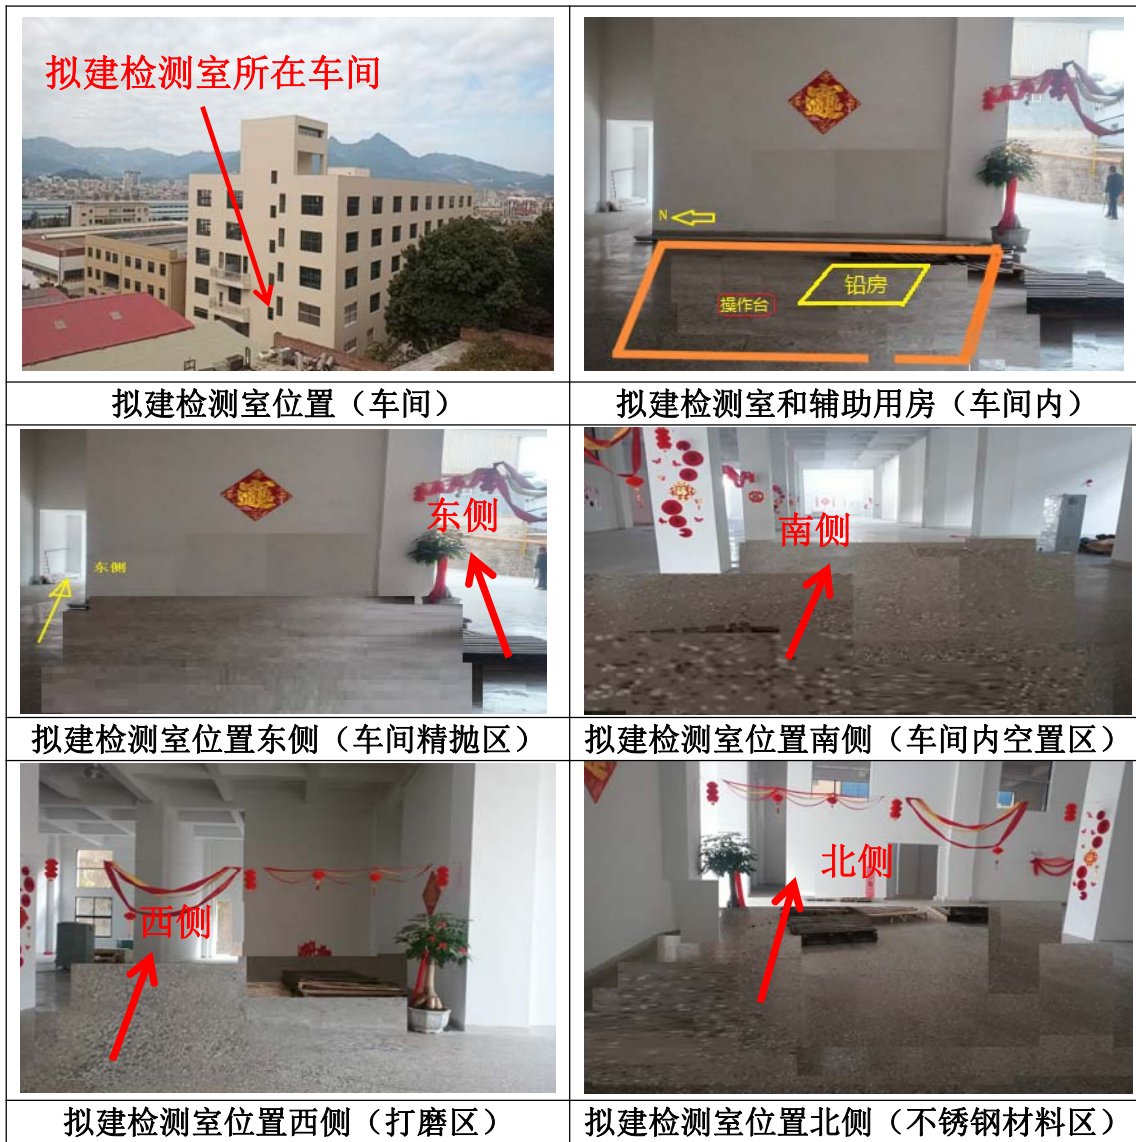 拟建检测室所在车间
N
操作台
铅房
拟建检测室位置（车间）
拟建检测室和辅助用房（车间内）
东侧
东侧
南侧
拟建检测室位置东侧（车间精抛区）
拟建检测室位置南侧（车间内空置区）
西侧
北侧
拟建检测室位置西侧（打磨区）
拟建检测室位置北侧（不锈钢材料区）